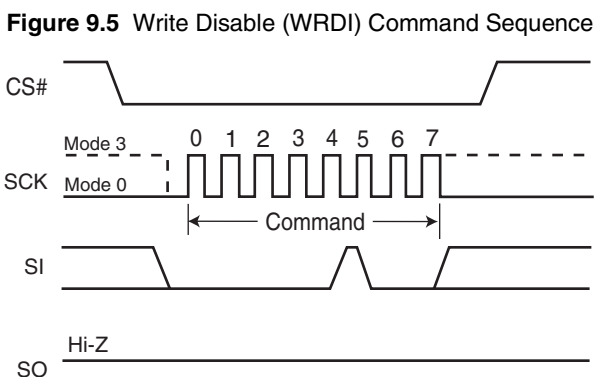 Figure 9.5 Write Disable (WRDI) Command Sequence
CS#
Mode 3
0 1 2 3 4 5 6 7
SCK
Mode 0
Command
SI
Hi-Z
SO